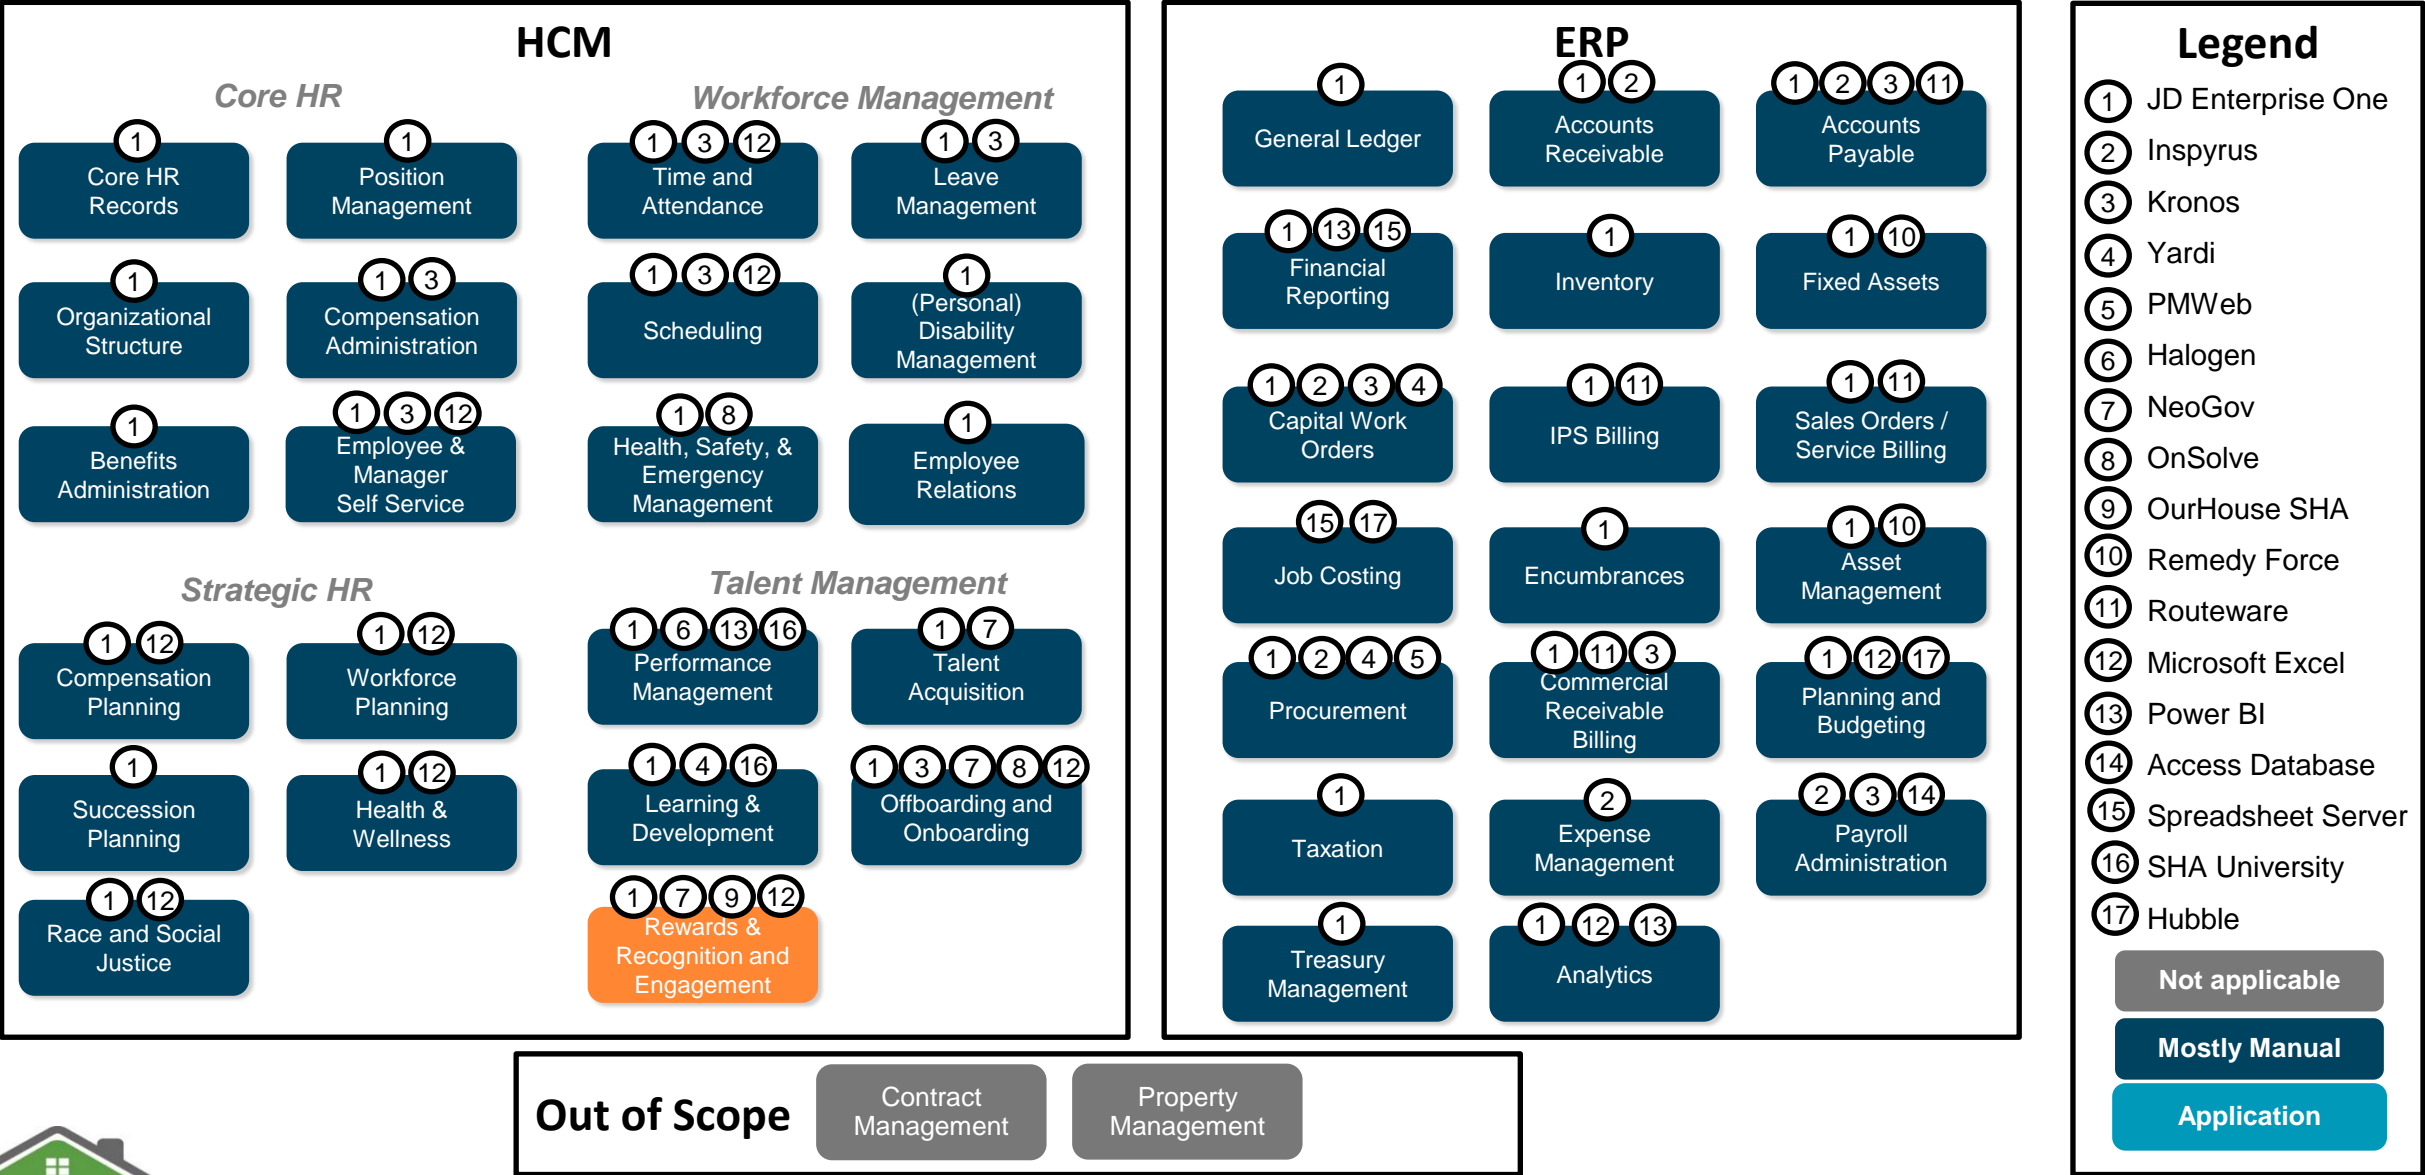 HCM
Core HR
1
Core HR
Records
1
Position
Management
1
Organizational
Structure
1 3
Compensation
Administration
1
Benefits
Administration
1 3 12
Employee &
Manager
Self Service
Workforce Management
1 3 12
Time and
Attendance
1 3
Leave
Management
1 3 12
Scheduling
1
(Personal)
Disability
Management
1 8
Health, Safety, &
Emergency
Management
1
Employee
Relations
Strategic HR
1 12
Compensation
Planning
1 12
Workforce
Planning
1
Succession
Planning
1 12
Health &
Wellness
1 12
Race and Social
Justice
Talent Management
1 6 13 16
Performance
Management
1 7
Talent
Acquisition
1 4 16
Learning &
Development
1 3 7 8 12
Offboarding and
Onboarding
1 7 9 12
Rewards &
Recognition and
Engagement
ERP
1
General Ledger
1 2
Accounts
Receivable
1 2 3 11
Accounts
Payable
1 13 15
Financial
Reporting
1
Inventory
1 10
Fixed Assets
1 2 3 4
Capital Work
Orders
1 11
IPS Billing
1 11
Sales Orders /
Service Billing
15 17
Job Costing
1
Encumbrances
1 10
Asset
Management
1 2 4 5
Procurement
1 11 3
Commercial
Receivable
Billing
1 12 17
Planning and
Budgeting
1
Taxation
2
Expense
Management
2 3 14
Payroll
Administration
1
Treasury
Management
1 12 13
Analytics
Legend
1 JD Enterprise One
2 Inspyrus
3 Kronos
4 Yardi
5 PMWeb
6 Halogen
7 NeoGov
8 OnSolve
9 OurHouse SHA
10 Remedy Force
11 Routeware
12 Microsoft Excel
13 Power BI
14 Access Database
15 Spreadsheet Server
16 SHA University
17 Hubble
Not applicable
Mostly Manual
Application
Out of Scope
Contract
Management
Property
Management